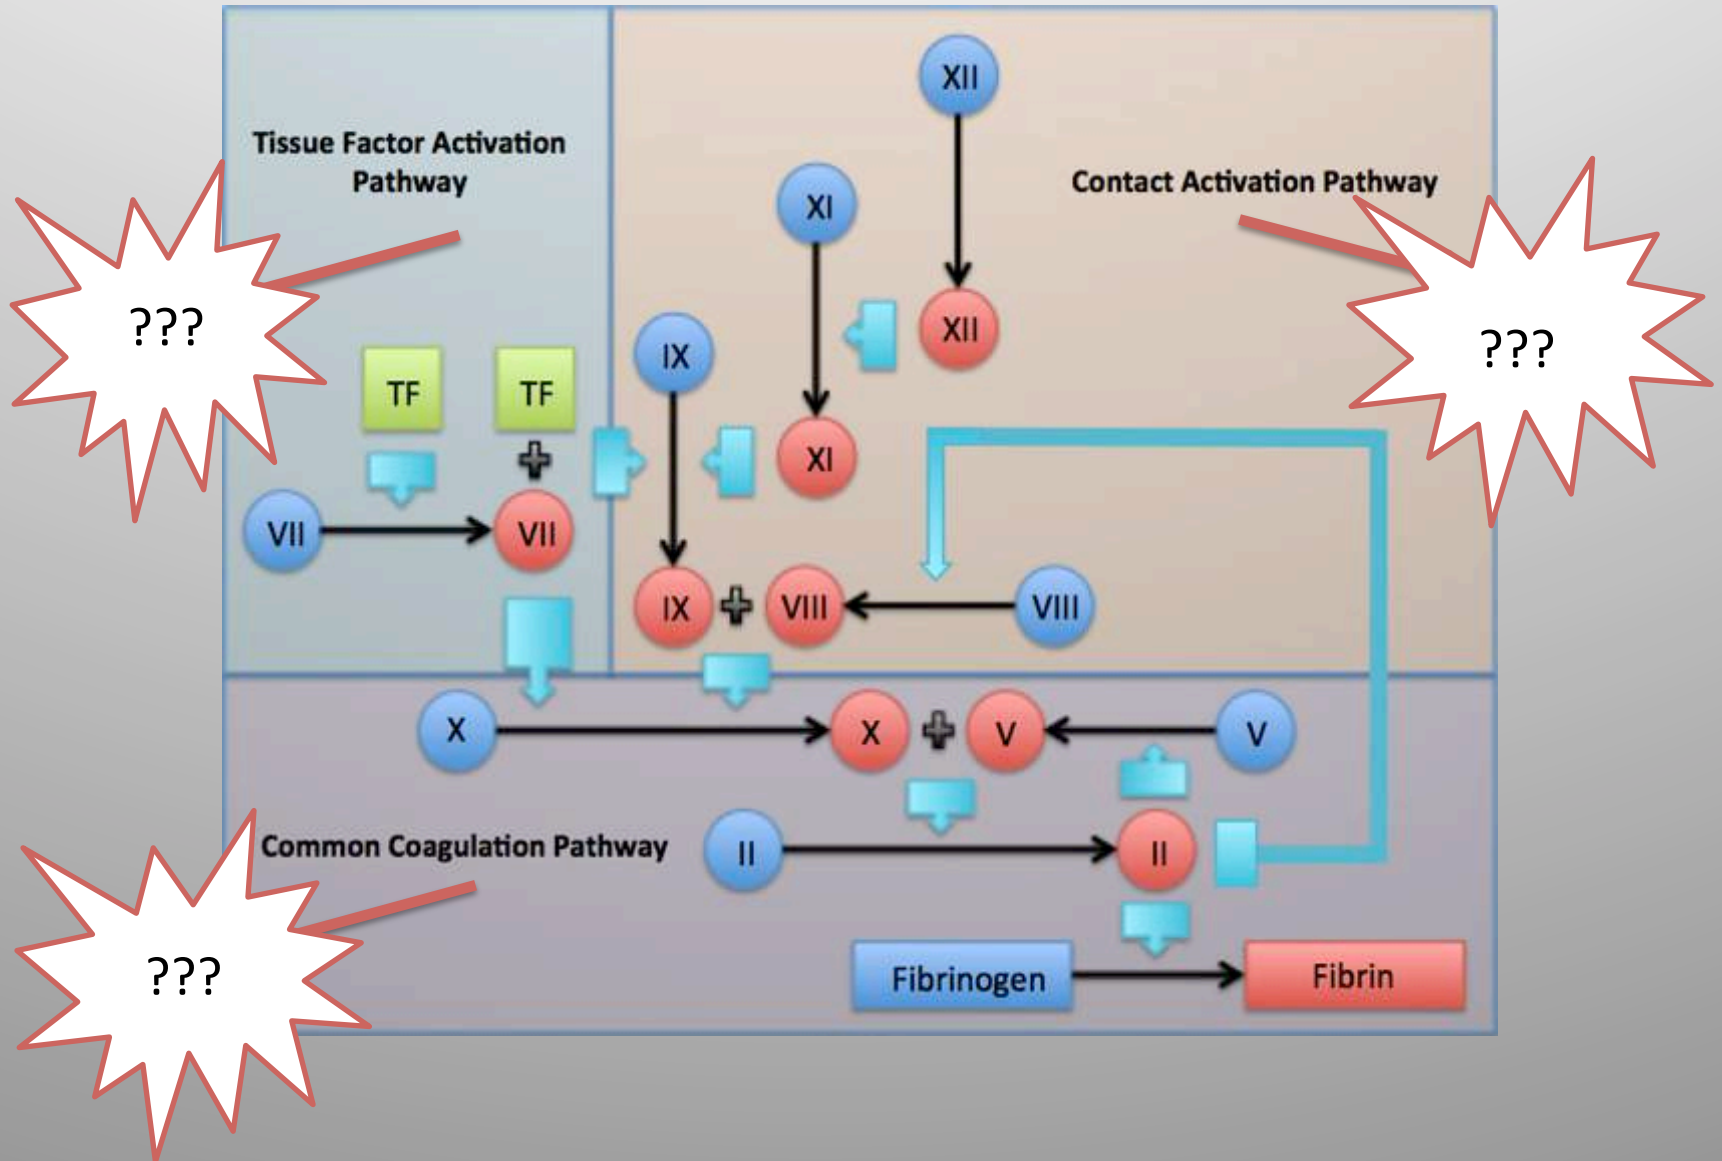 XII
Tissue Factor Activation
Pathway
Contact Activation Pathway
XI
???
???
XII
IX
TF
TF
XI
VII
VII
IX
VIII
VIII
X
X
V
V
Common Coagulation Pathway
II
II
???
Fibrinogen
Fibrin